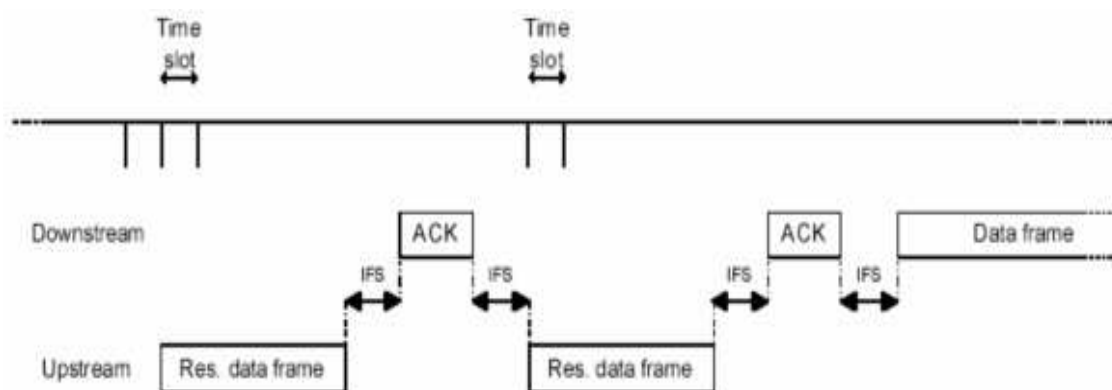 Time
slot
Time
slot
Downstream
ACK
ACK
Data frame
IFS
IFS
IFS
IFS
Upstream
Res. data frame
Res. data frame